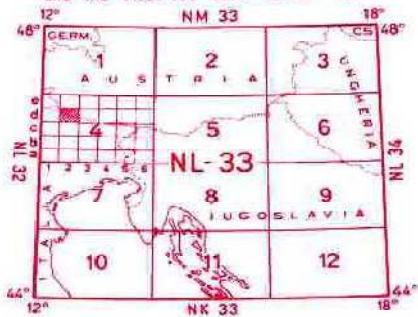 12° NM 33 18°
48° 48°
GERM. CS
1 2 3
AUSTRIA
UNGHERIA
4 5 6
NL 32 NL-33 NL 34
1 2 3 4 5 6
7 8 9
IUGOSLAVIA
ITALIA
10 11 12
44° 44°
12° NK 33 18°